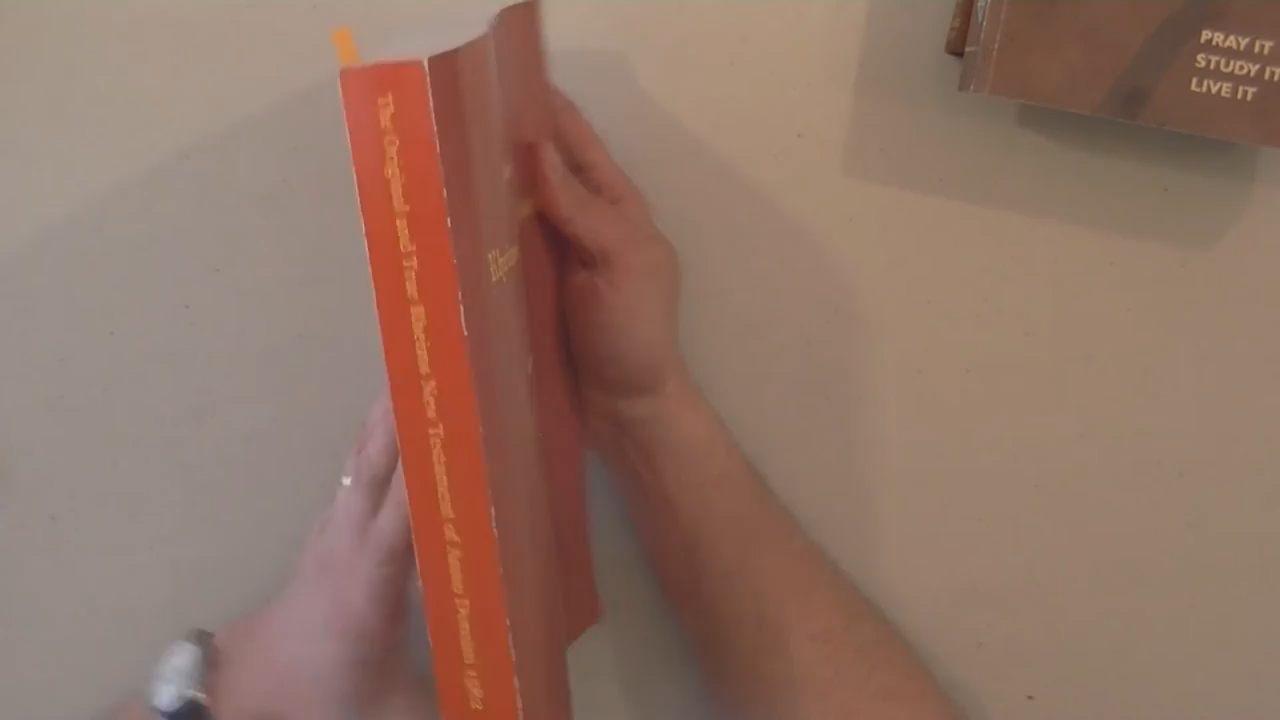 The Original and True Rheims New Testament of Anno Domini 1582
PRAY IT
STUDY IT
LIVE IT